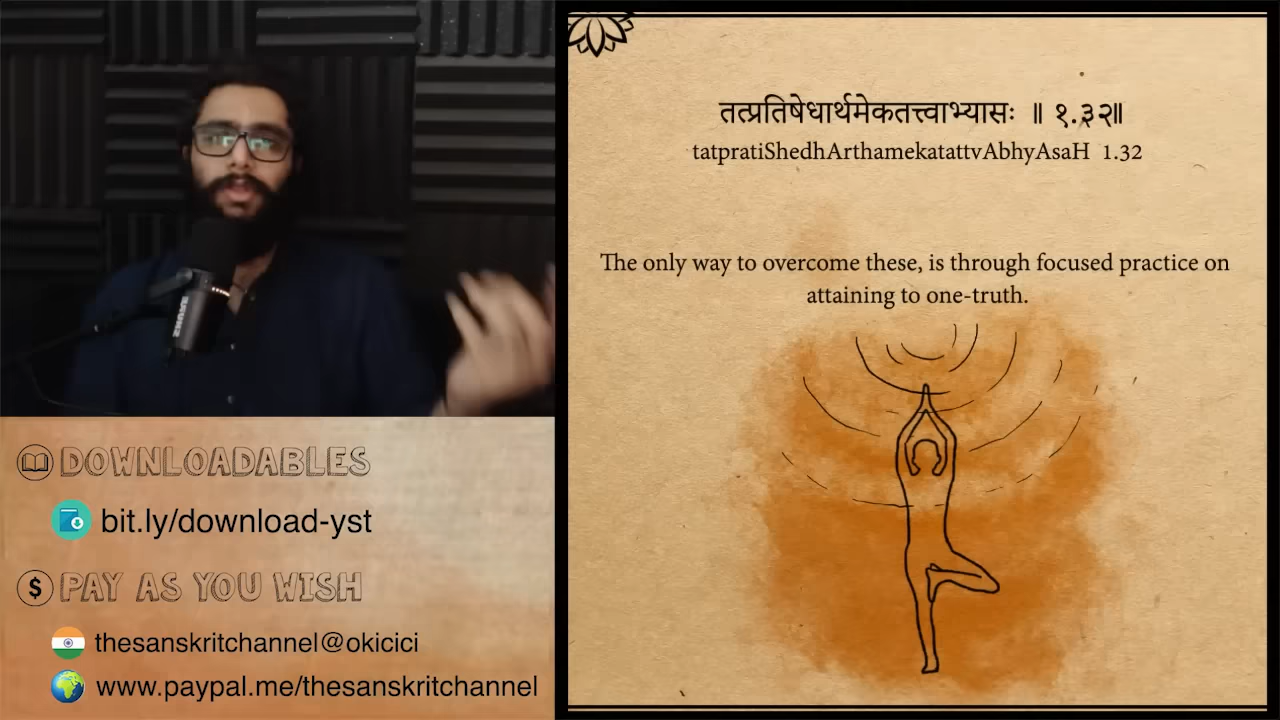 तत्प्रतिषेधार्थमेकतत्त्वाभ्यासः ॥ १.३२॥
tatpratiShedhArthamekatattvAbhyAsaH 1.32
The only way to overcome these, is through focused practice on
attaining to one-truth.
DOWNLOADABLES
bit.ly/download-yst
$ PAY AS YOU WISH
thesanskritchannel@okicici
www.paypal.me/thesanskritchannel